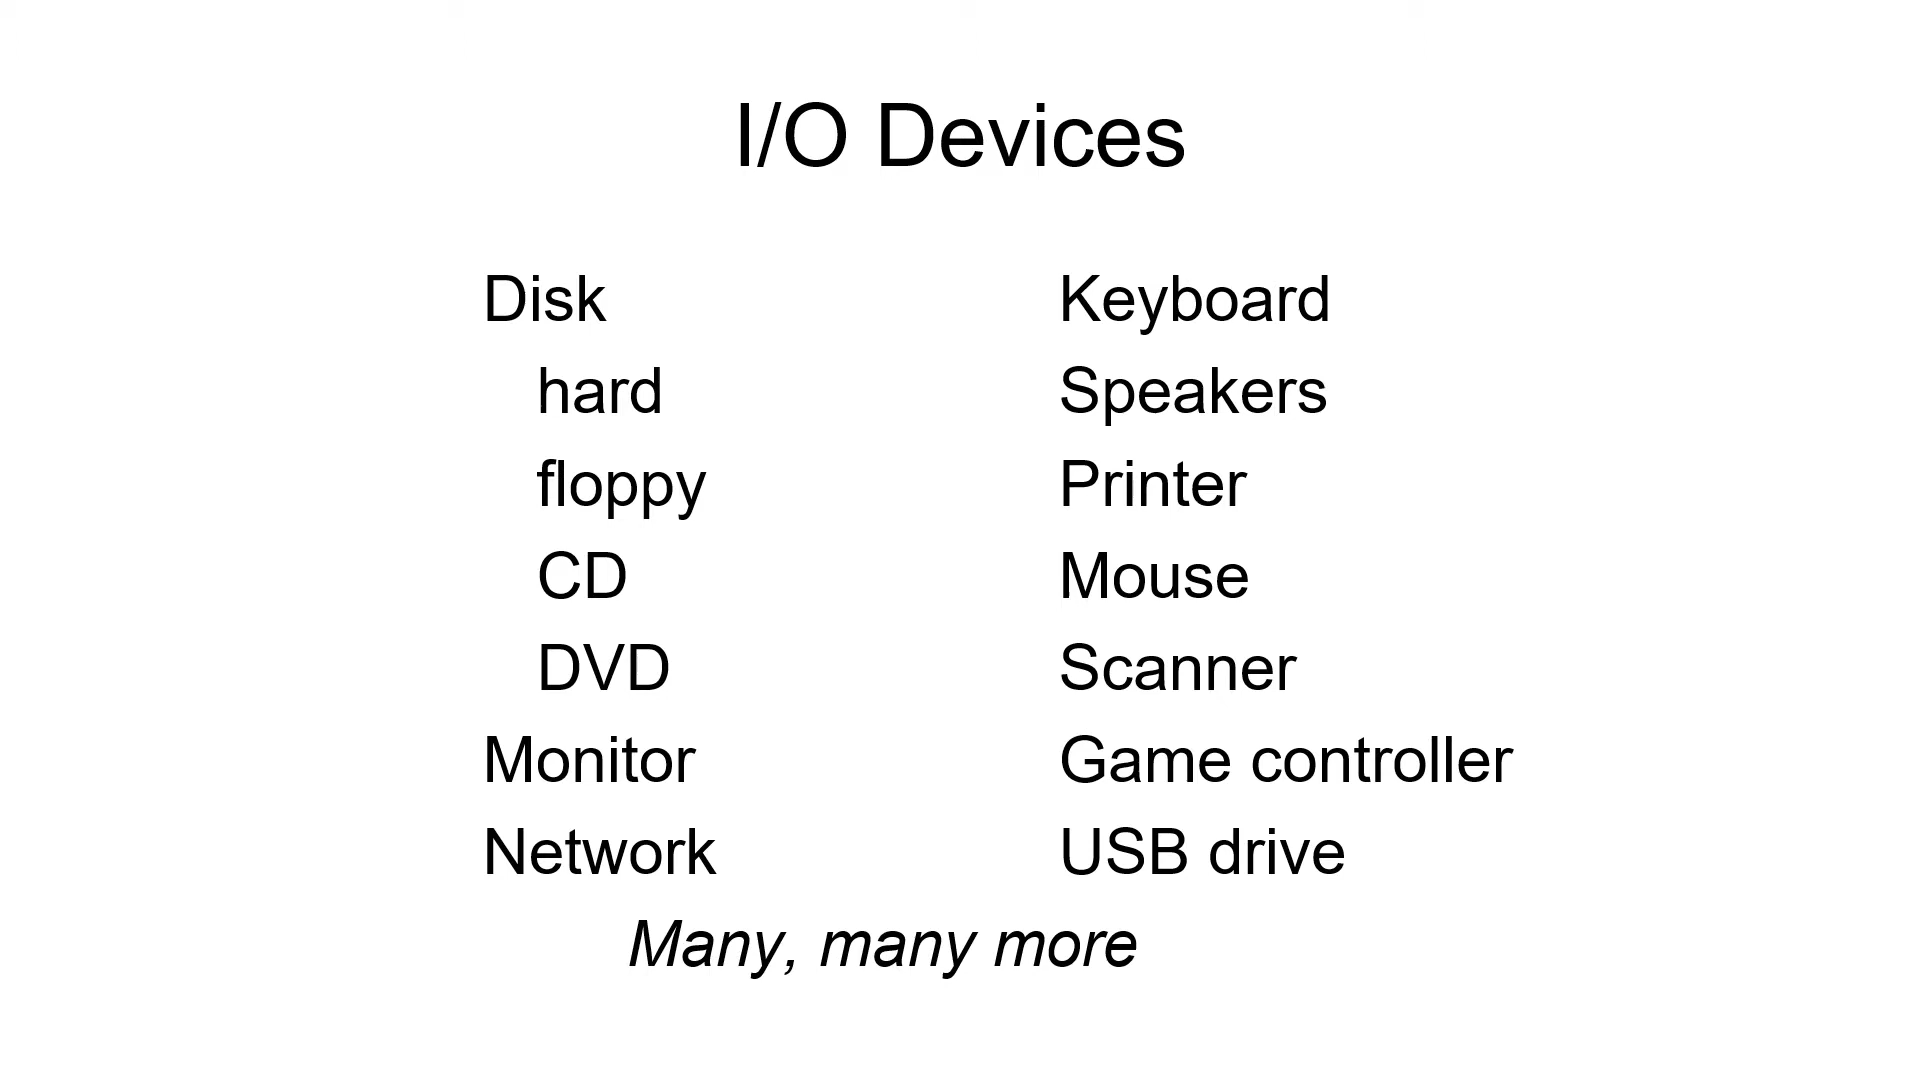 I/O Devices
Disk
hard
floppy
CD
DVD
Monitor
Network
Keyboard
Speakers
Printer
Mouse
Scanner
Game controller
USB drive
Many, many more